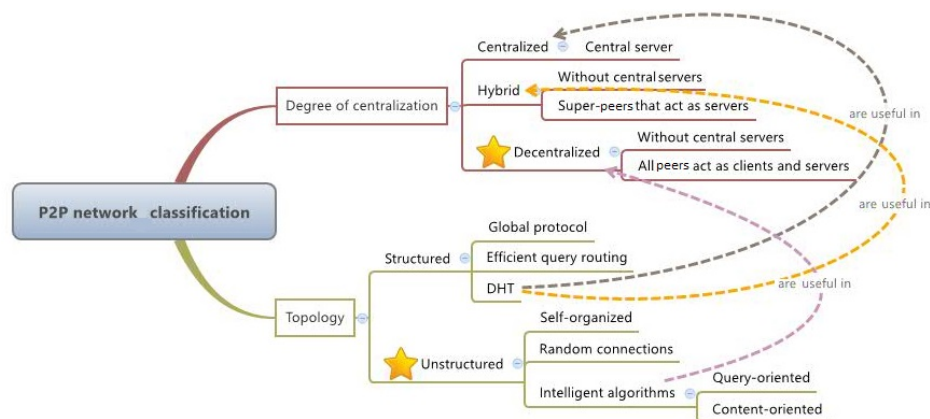 Centralized
Central server
Without central servers
Hybrid
Super-peers that act as servers
Degree of centralization
are useful in
Without central servers
Decentralized
All peers act as clients and servers
P2P network classification
are useful in
Global protocol
Structured
Efficient query routing
DHT
are useful in
Topology
Self-organized
Random connections
Unstructured
Intelligent algorithms
Query-oriented
Content-oriented